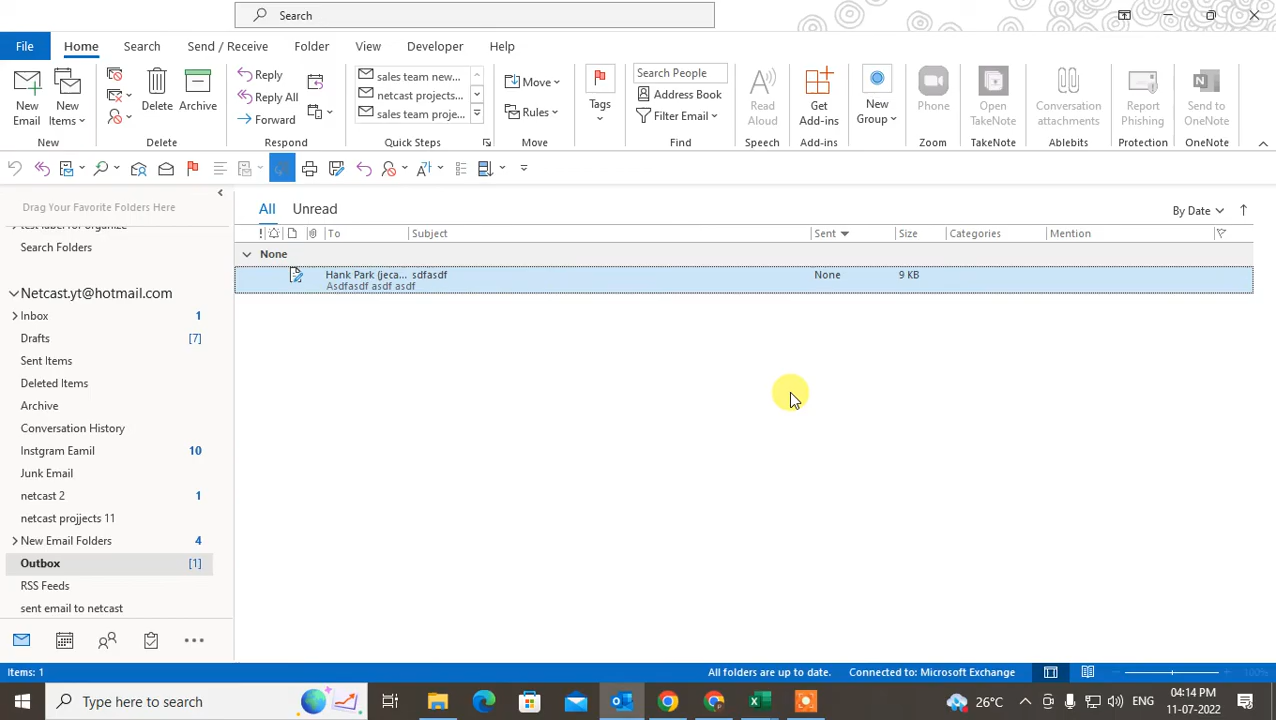 Search
File Home Search Send / Receive Folder View Developer Help
New Email
New Items
Delete
Archive
Reply
Reply All
Forward
sales team new...
netcast projects...
sales team proje...
Move
Rules
Tags
Search People
Address Book
Filter Email
Read Aloud
Get Add-ins
New Group
Phone
Open TakeNote
Conversation attachments
Report Phishing
Send to OneNote
New Delete Respond Quick Steps Move Find Speech Add-ins Zoom TakeNote Ablebits Protection OneNote
Drag Your Favorite Folders Here
Search Folders
Netcast.yt@hotmail.com
Inbox 1
Drafts [7]
Sent Items
Deleted Items
Archive
Conversation History
Instgram Eamil 10
Junk Email
netcast 2 1
netcast projjects 11
New Email Folders 4
Outbox [1]
RSS Feeds
sent email to netcast
All Unread By Date
To Subject Sent Size Categories Mention
None
Hank Park (jeca... sdfasdf None 9 KB
Asdfasdf asdf asdf
Items: 1 All folders are up to date. Connected to: Microsoft Exchange 100%
Type here to search 26°C ENG
04:14 PM
11-07-2022